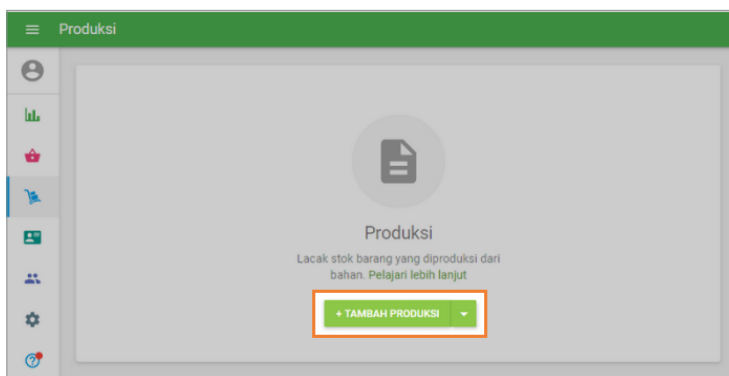 Produksi
Produksi
Lacak stok barang yang diproduksi dari
bahan. Pelajari lebih lanjut
+ TAMBAH PRODUKSI